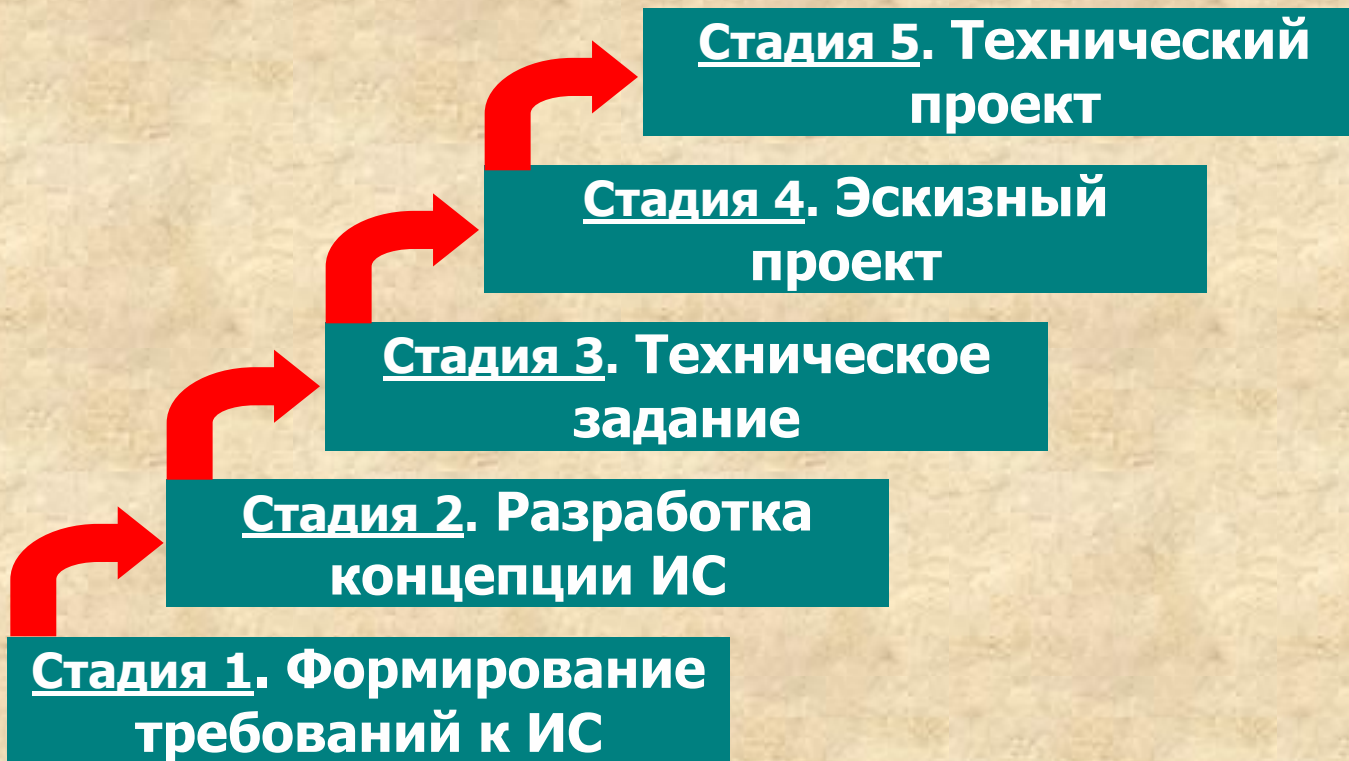 Стадия 5. Технический
проект
Стадия 4. Эскизный
проект
Стадия 3. Техническое
задание
Стадия 2. Разработка
концепции ИС
Стадия 1. Формирование
требований к ИС